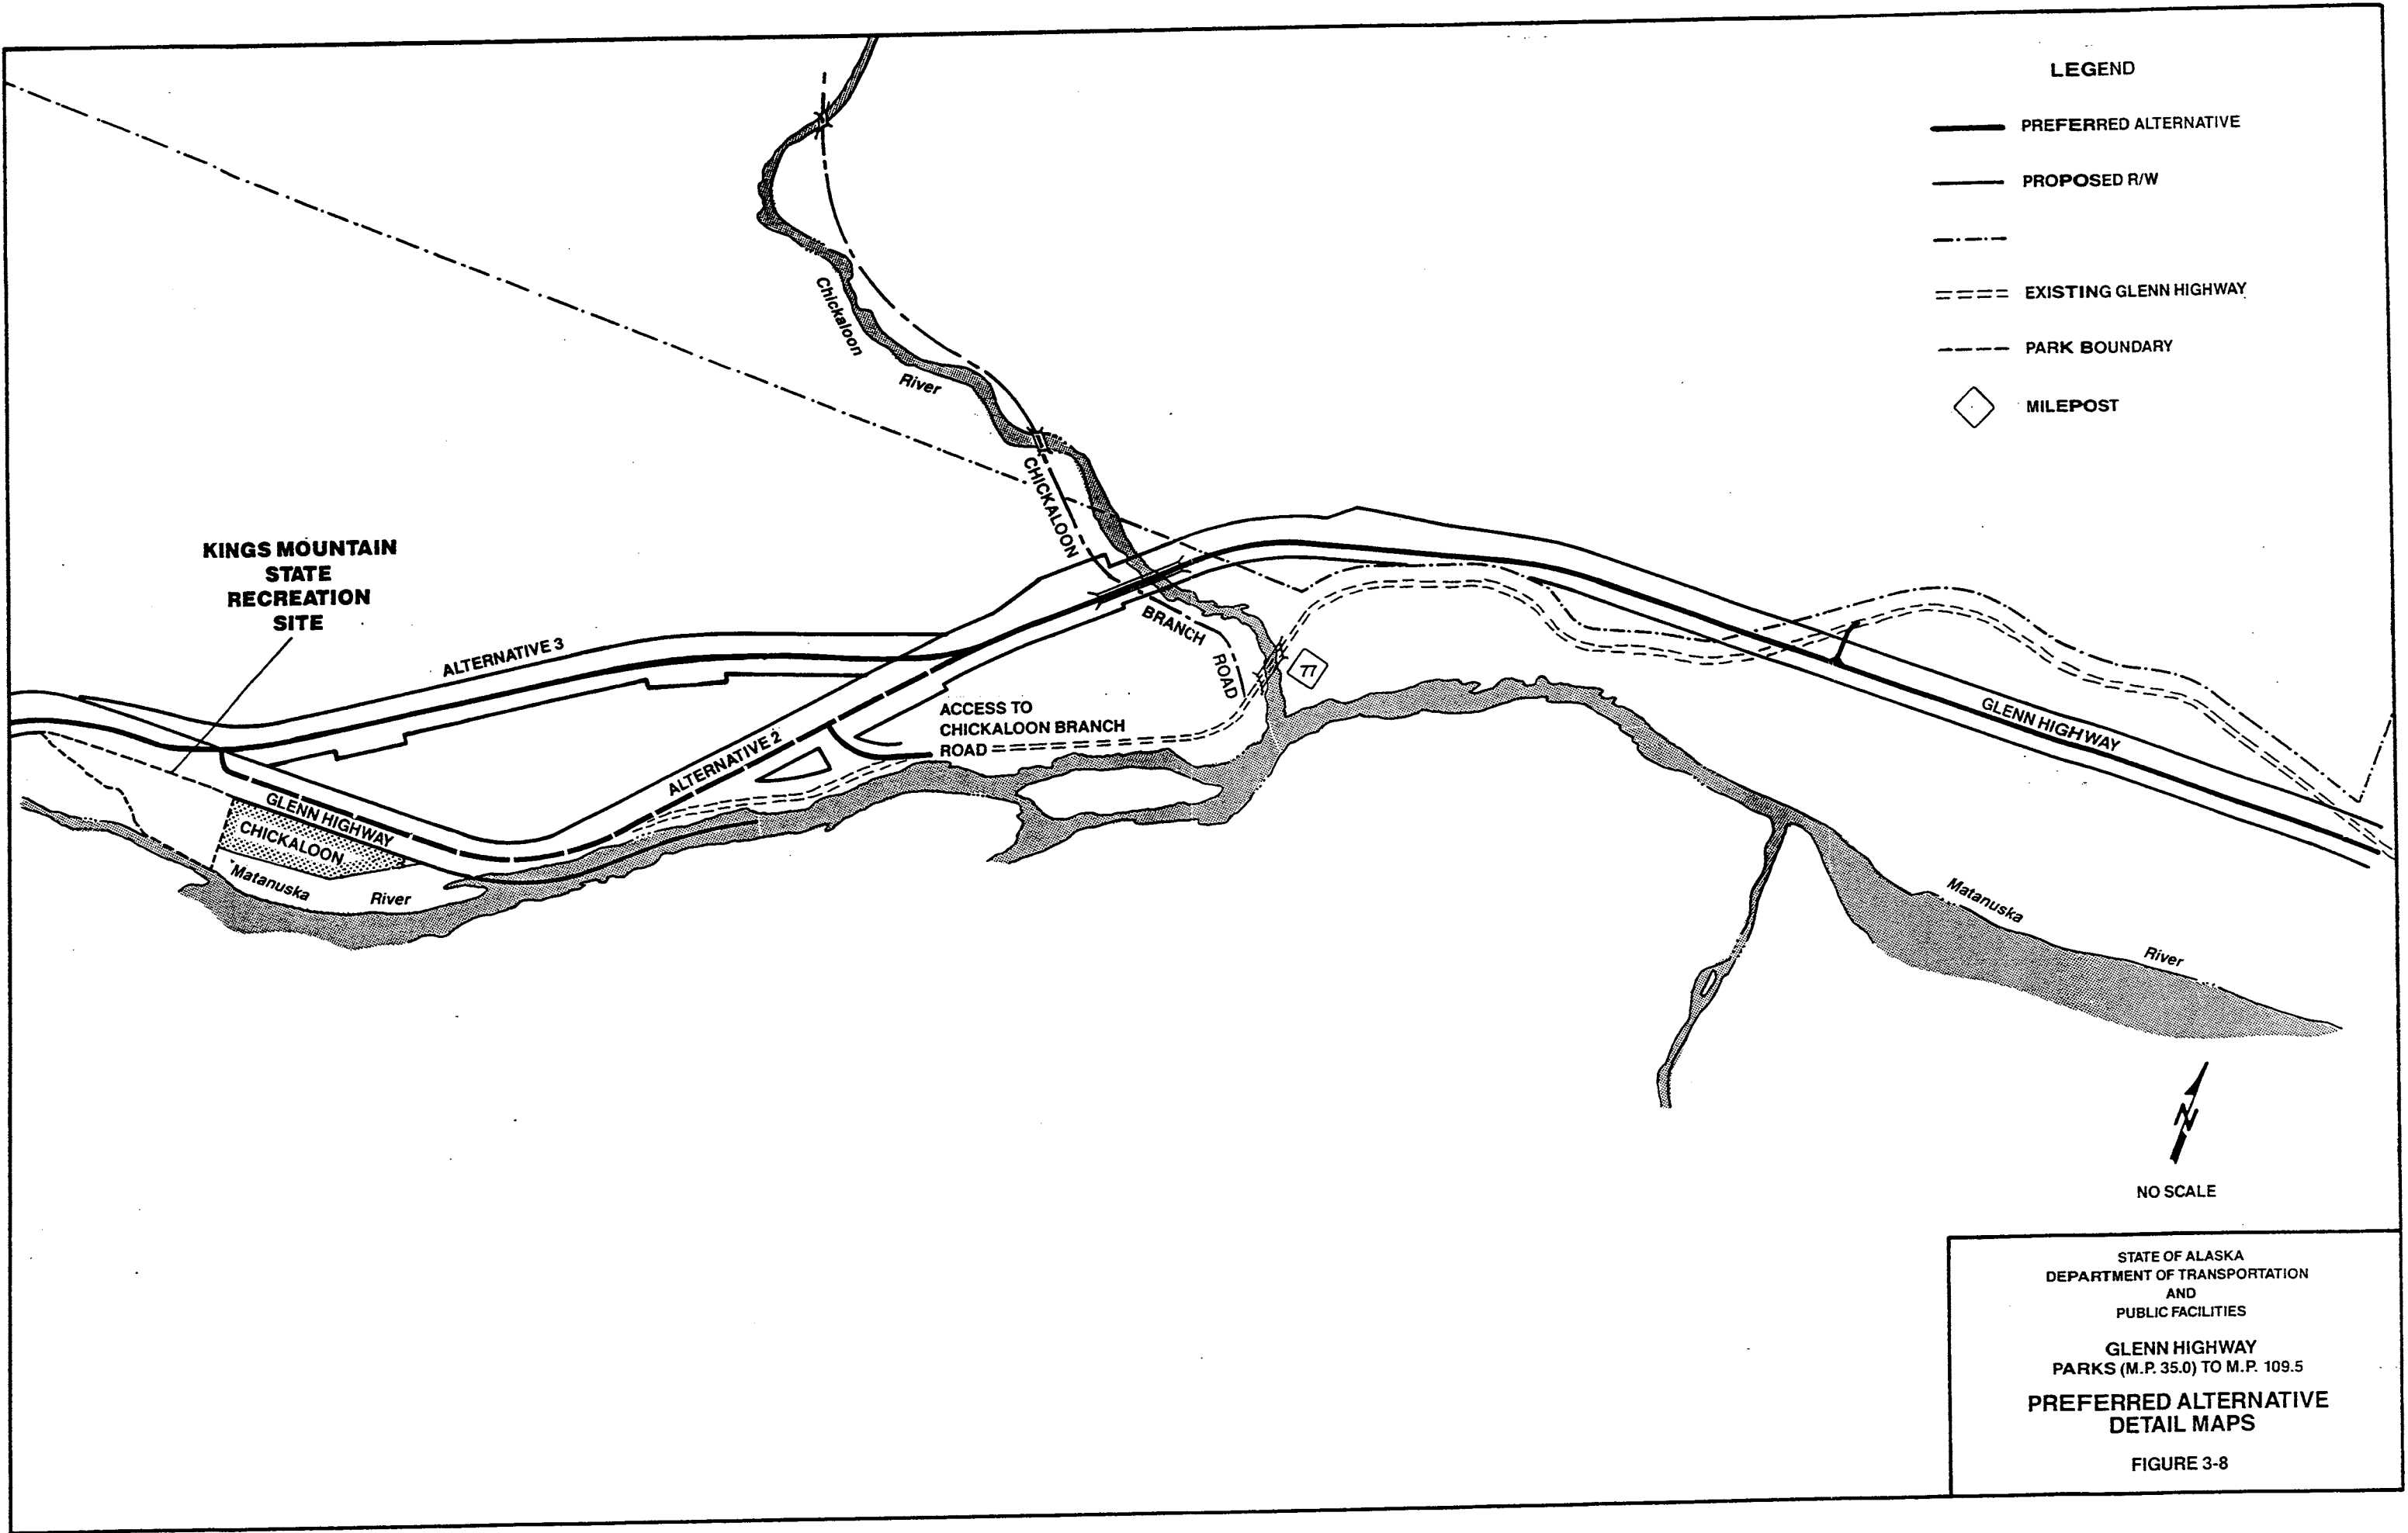 LEGEND
PREFERRED ALTERNATIVE
PROPOSED R/W
EXISTING GLENN HIGHWAY
PARK BOUNDARY
MILEPOST
Chickaloon
River
CHICKALOON
BRANCH
ROAD
77
KINGS MOUNTAIN
STATE
RECREATION
SITE
ALTERNATIVE 3
ALTERNATIVE 2
ACCESS TO
CHICKALOON BRANCH
ROAD
GLENN HIGHWAY
CHICKALOON
Matanuska
River
GLENN HIGHWAY
Matanuska
River
N
NO SCALE
STATE OF ALASKA
DEPARTMENT OF TRANSPORTATION
AND
PUBLIC FACILITIES
GLENN HIGHWAY
PARKS (M.P. 35.0) TO M.P. 109.5
PREFERRED ALTERNATIVE
DETAIL MAPS
FIGURE 3-8